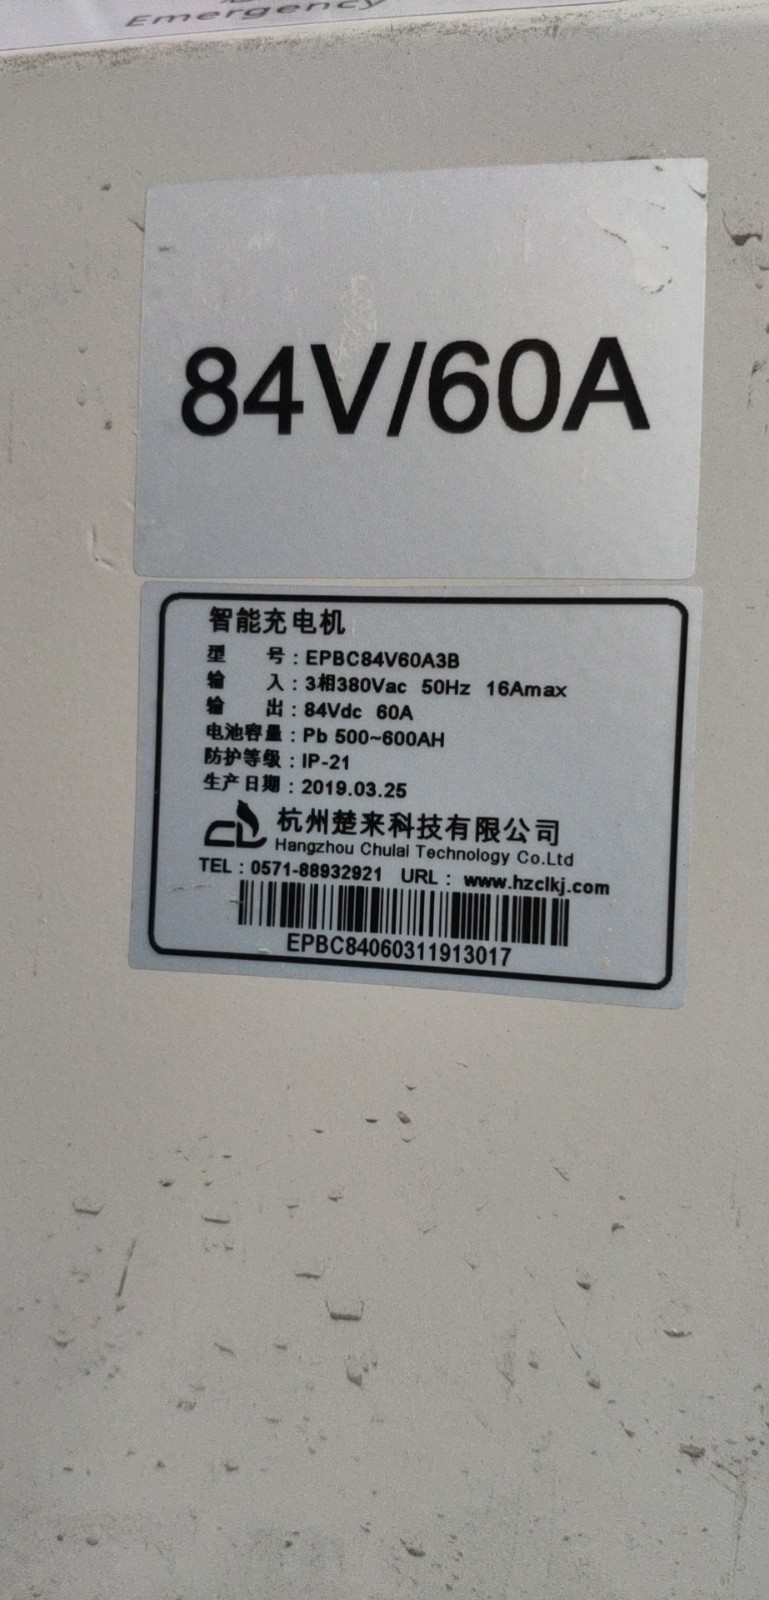 Emergency
84V/60A
智能充电机
型 号：EPBC84V60A3B
输 入：3相380Vac 50Hz 16Amax
输 出：84Vdc 60A
电池容量：Pb 500~600AH
防护等级：IP-21
生产日期：2019.03.25
杭州楚来科技有限公司
Hangzhou Chulai Technology Co.Ltd
TEL：0571-88932921 URL：www.hzclkj.com
EPBC84060311913017